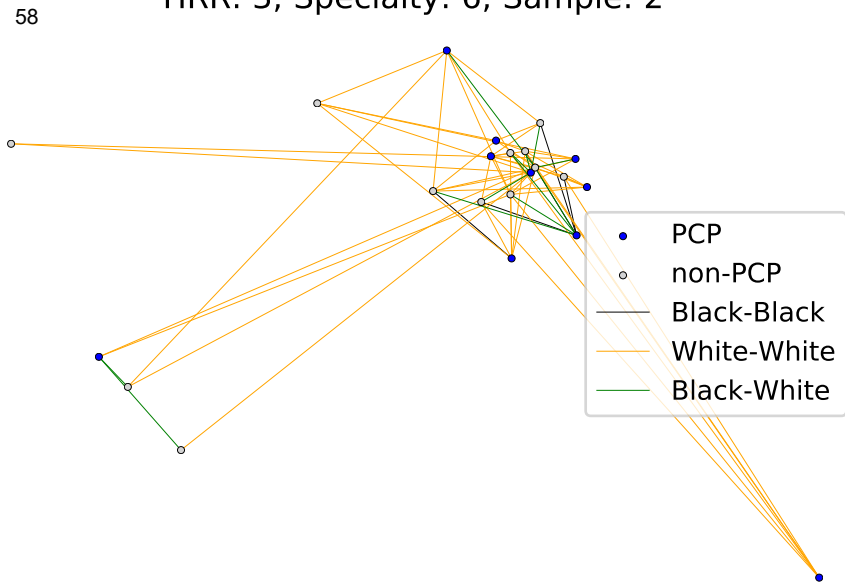 HRR: 3, Specialty: 6, Sample: 2
58
PCP
non-PCP
Black-Black
White-White
Black-White